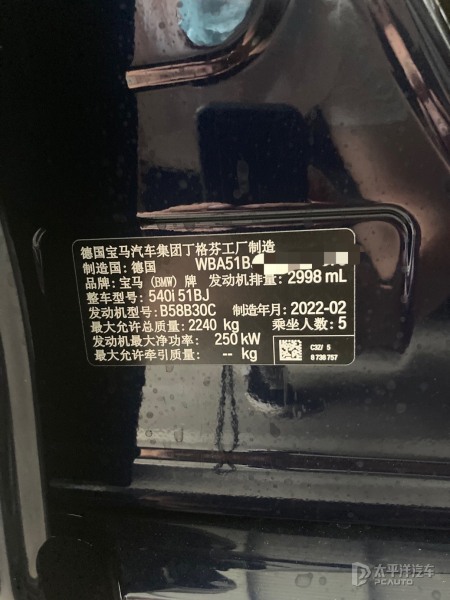 德国宝马汽车集团丁格芬工厂制造
制造国: 德国 WBA51B
品牌: 宝马 (BMW) 牌 发动机排量: 2998 mL
整车型号: 540i 51BJ
发动机型号: B58B30C 制造年月: 2022-02
最大允许总质量: 2240 kg 乘坐人数: 5
发动机最大净功率: 250 kW
最大允许牵引质量: -- kg
C32/ S
0 738 757
太平洋汽车
PCAUTO